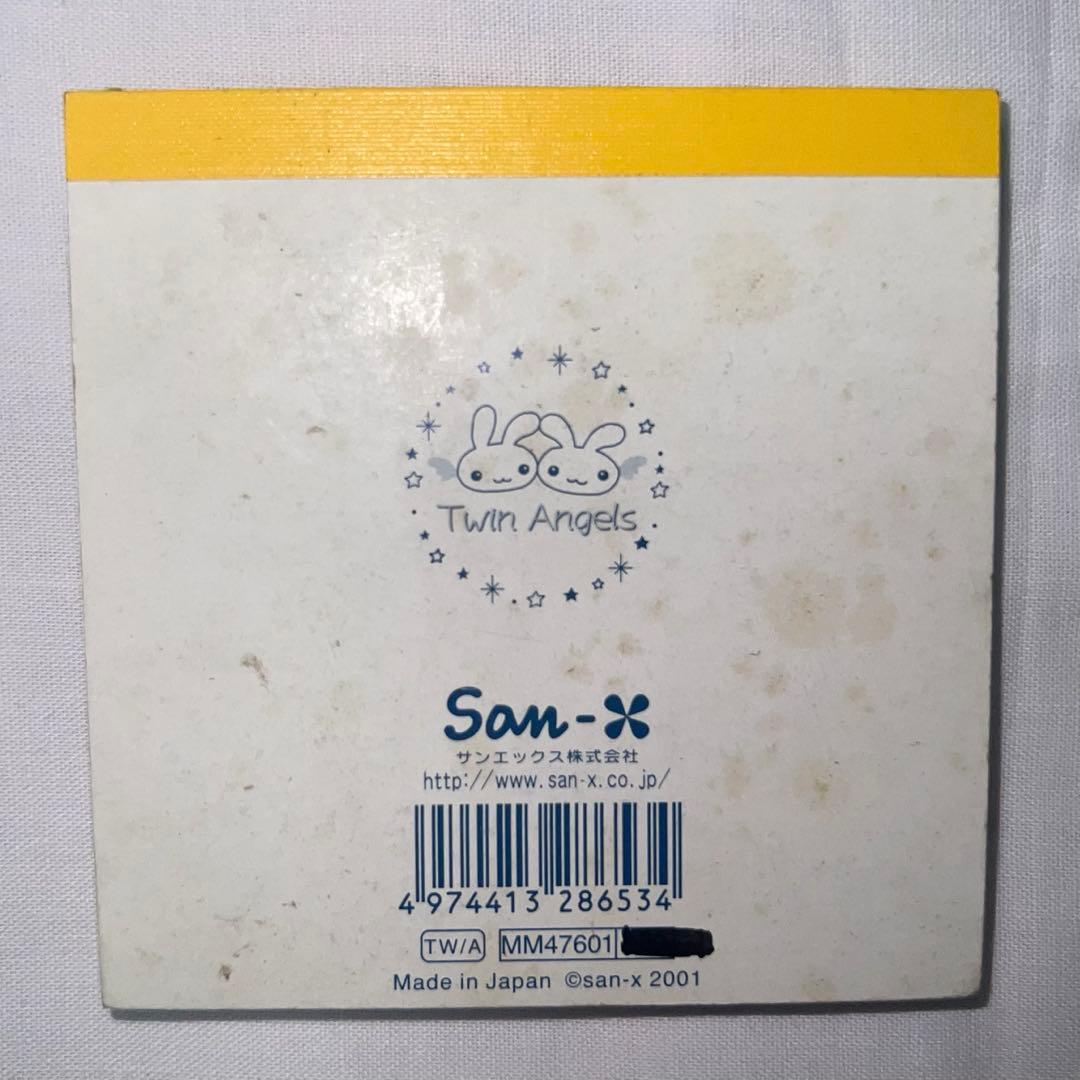 Twin Angels
San-X
サンエックス株式会社
http://www.san-x.co.jp/
4 974413 286534
TW/A MM47601
Made in Japan ©san-x 2001